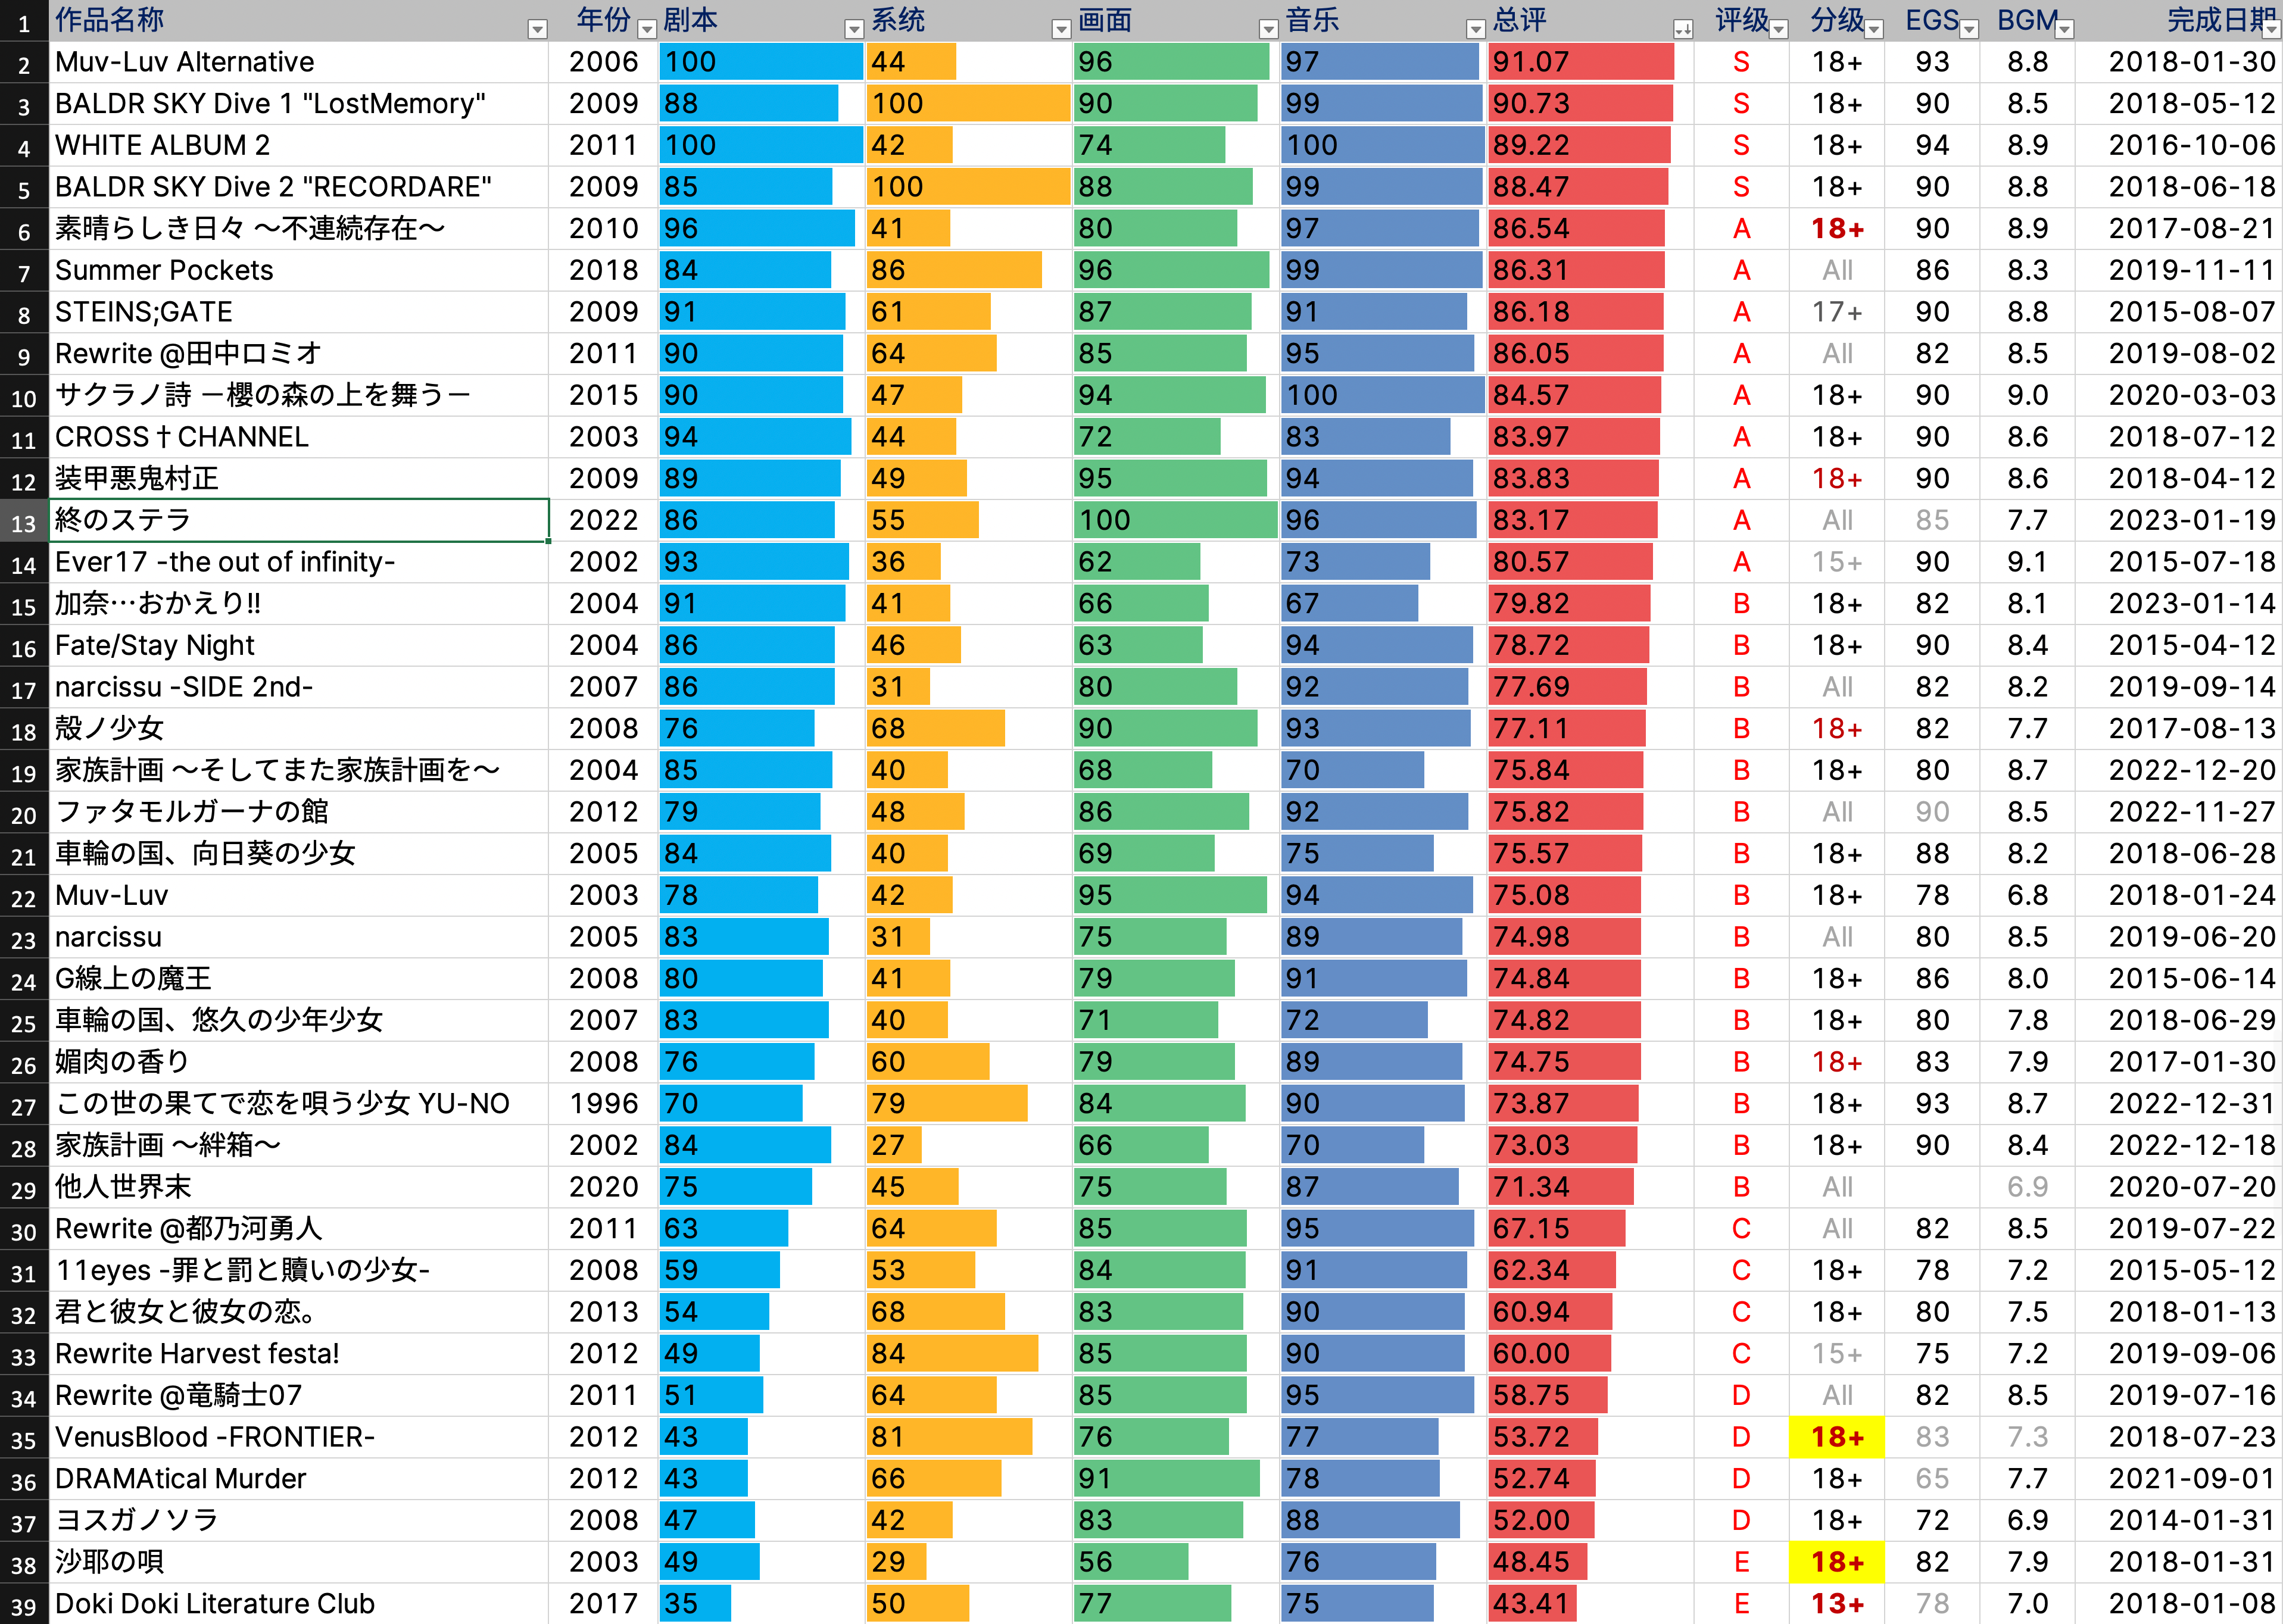 1 作品名称 年份 剧本 系统 画面 音乐 总评 评级 分级 EGS BGM 完成日期
2 Muv-Luv Alternative 2006 100 44 96 97 91.07 S 18+ 93 8.8 2018-01-30
3 BALDR SKY Dive 1 "LostMemory" 2009 88 100 90 99 90.73 S 18+ 90 8.5 2018-05-12
4 WHITE ALBUM 2 2011 100 42 74 100 89.22 S 18+ 94 8.9 2016-10-06
5 BALDR SKY Dive 2 "RECORDARE" 2009 85 100 88 99 88.47 S 18+ 90 8.8 2018-06-18
6 素晴らしき日々 ～不連続存在～ 2010 96 41 80 97 86.54 A 18+ 90 8.9 2017-08-21
7 Summer Pockets 2018 84 86 96 99 86.31 A All 86 8.3 2019-11-11
8 STEINS;GATE 2009 91 61 87 91 86.18 A 17+ 90 8.8 2015-08-07
9 Rewrite @田中ロミオ 2011 90 64 85 95 86.05 A All 82 8.5 2019-08-02
10 サクラノ詩 －櫻の森の上を舞う－ 2015 90 47 94 100 84.57 A 18+ 90 9.0 2020-03-03
11 CROSS†CHANNEL 2003 94 44 72 83 83.97 A 18+ 90 8.6 2018-07-12
12 装甲悪鬼村正 2009 89 49 95 94 83.83 A 18+ 90 8.6 2018-04-12
13 終のステラ 2022 86 55 100 96 83.17 A All 85 7.7 2023-01-19
14 Ever17 -the out of infinity- 2002 93 36 62 73 80.57 A 15+ 90 9.1 2015-07-18
15 加奈…おかえり!! 2004 91 41 66 67 79.82 B 18+ 82 8.1 2023-01-14
16 Fate/Stay Night 2004 86 46 63 94 78.72 B 18+ 90 8.4 2015-04-12
17 narcissu -SIDE 2nd- 2007 86 31 80 92 77.69 B All 82 8.2 2019-09-14
18 殻ノ少女 2008 76 68 90 93 77.11 B 18+ 82 7.7 2017-08-13
19 家族計画 ～そしてまた家族計画を～ 2004 85 40 68 70 75.84 B 18+ 80 8.7 2022-12-20
20 ファタモルガーナの館 2012 79 48 86 92 75.82 B All 90 8.5 2022-11-27
21 車輪の国、向日葵の少女 2005 84 40 69 75 75.57 B 18+ 88 8.2 2018-06-28
22 Muv-Luv 2003 78 42 95 94 75.08 B 18+ 78 6.8 2018-01-24
23 narcissu 2005 83 31 75 89 74.98 B All 80 8.5 2019-06-20
24 G線上の魔王 2008 80 41 79 91 74.84 B 18+ 86 8.0 2015-06-14
25 車輪の国、悠久の少年少女 2007 83 40 71 72 74.82 B 18+ 80 7.8 2018-06-29
26 媚肉の香り 2008 76 60 79 89 74.75 B 18+ 83 7.9 2017-01-30
27 この世の果てで恋を唄う少女 YU-NO 1996 70 79 84 90 73.87 B 18+ 93 8.7 2022-12-31
28 家族計画 ～絆箱～ 2002 84 27 66 70 73.03 B 18+ 90 8.4 2022-12-18
29 他人世界末 2020 75 45 75 87 71.34 B All 6.9 2020-07-20
30 Rewrite @都乃河勇人 2011 63 64 85 95 67.15 C All 82 8.5 2019-07-22
31 11eyes -罪と罰と贖いの少女- 2008 59 53 84 91 62.34 C 18+ 78 7.2 2015-05-12
32 君と彼女と彼女の恋。 2013 54 68 83 90 60.94 C 18+ 80 7.5 2018-01-13
33 Rewrite Harvest festa! 2012 49 84 85 90 60.00 C 15+ 75 7.2 2019-09-06
34 Rewrite @竜騎士07 2011 51 64 85 95 58.75 D All 82 8.5 2019-07-16
35 VenusBlood -FRONTIER- 2012 43 81 76 77 53.72 D 18+ 83 7.3 2018-07-23
36 DRAMAtical Murder 2012 43 66 91 78 52.74 D 18+ 65 7.7 2021-09-01
37 ヨスガノソラ 2008 47 42 83 88 52.00 D 18+ 72 6.9 2014-01-31
38 沙耶の唄 2003 49 29 56 76 48.45 E 18+ 82 7.9 2018-01-31
39 Doki Doki Literature Club 2017 35 50 77 75 43.41 E 13+ 78 7.0 2018-01-08